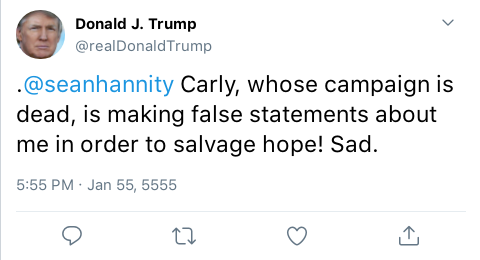 Donald J. Trump
@realDonaldTrump
.@seanhannity Carly, whose campaign is
dead, is making false statements about
me in order to salvage hope! Sad.
5:55 PM · Jan 55, 5555